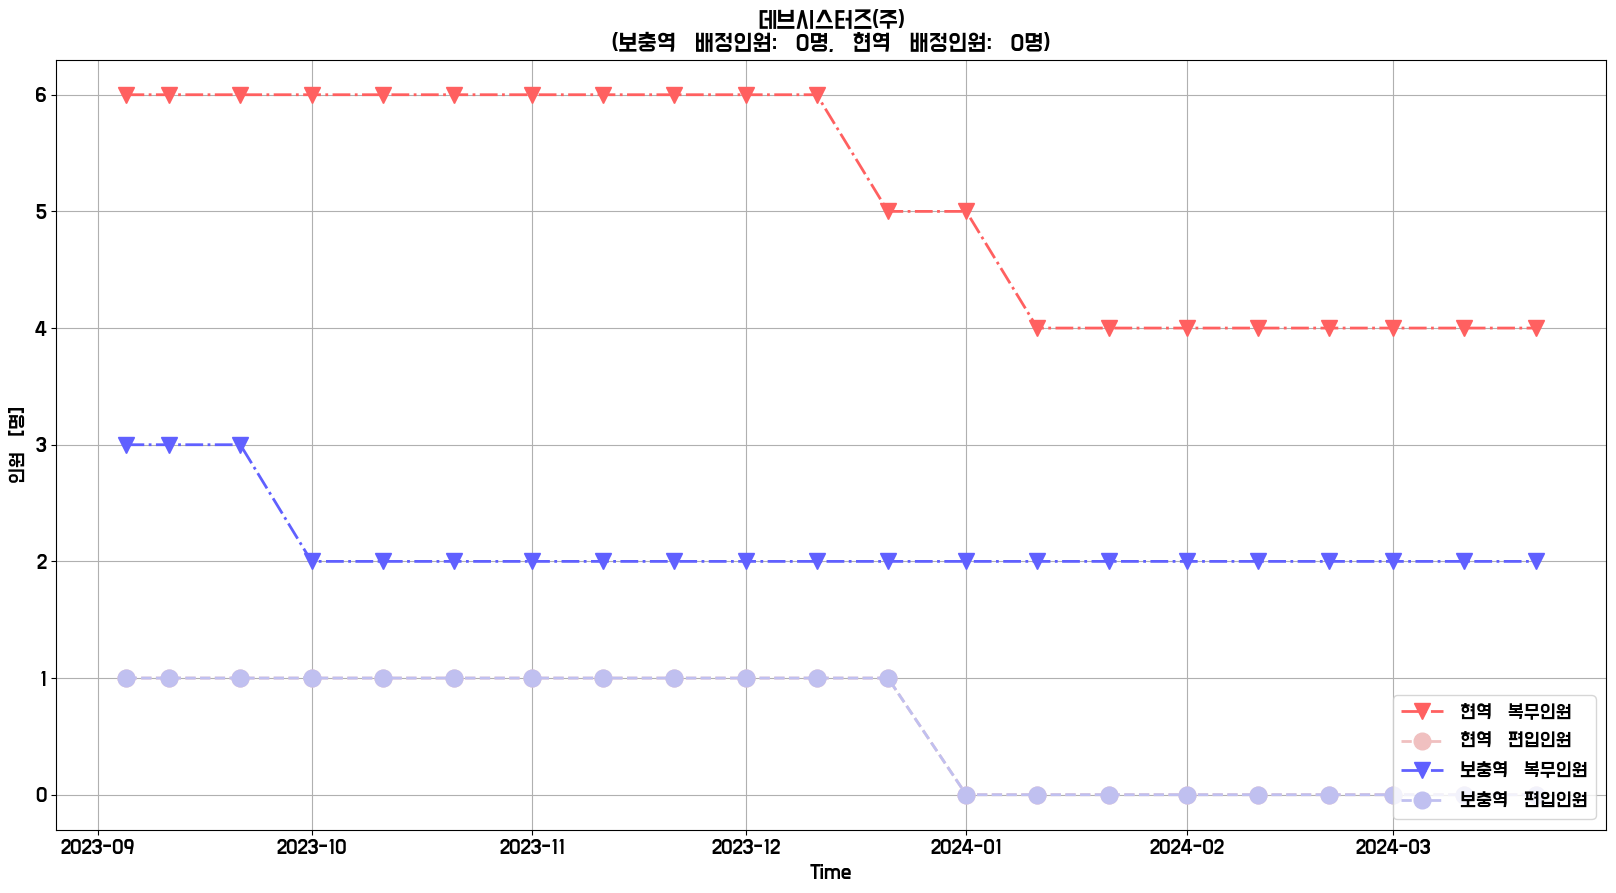 데브시스터즈(주)
(보충역 배정인원: 0명, 현역 배정인원: 0명)
6
5
4
3
2
1
0
인원 [명]
2023-09 2023-10 2023-11 2023-12 2024-01 2024-02 2024-03
Time
현역 복무인원
현역 편입인원
보충역 복무인원
보충역 편입인원